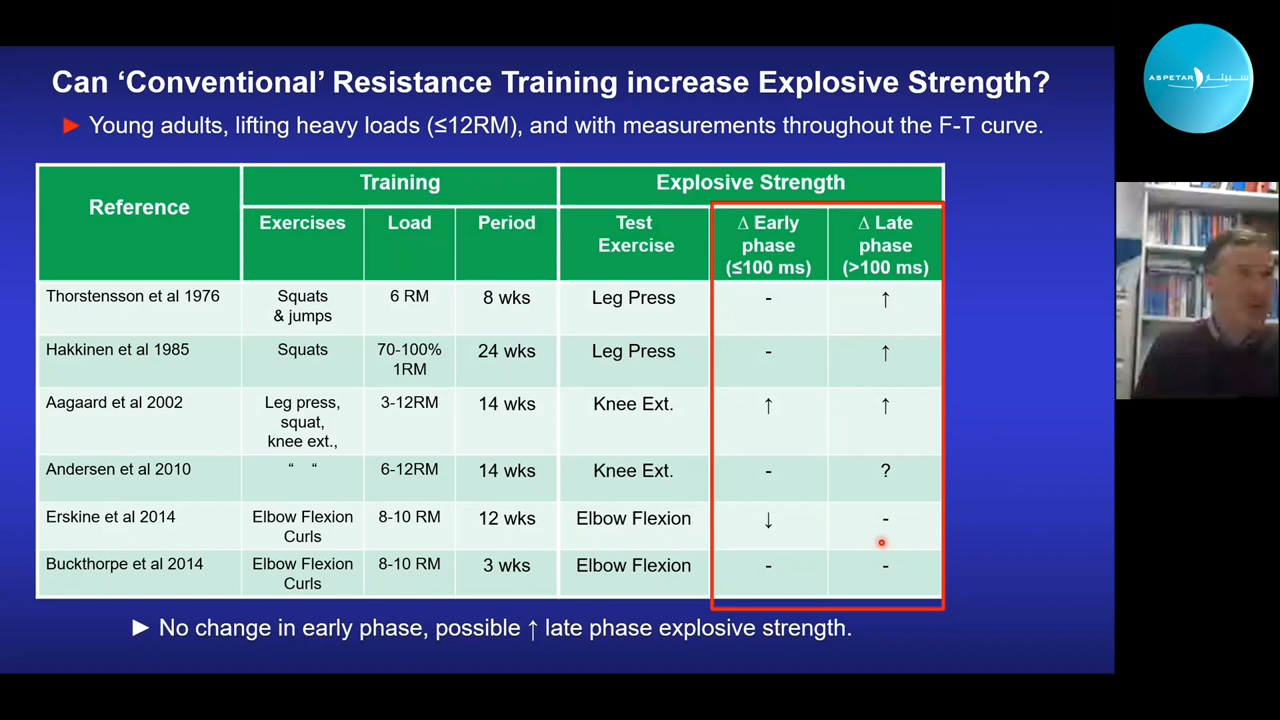 Can ‘Conventional’ Resistance Training increase Explosive Strength?
► Young adults, lifting heavy loads (≤12RM), and with measurements throughout the F-T curve.
Reference
Training
Explosive Strength
Exercises
Load
Period
Test
Exercise
Δ Early
phase
(≤100 ms)
Δ Late
phase
(>100 ms)
Thorstensson et al 1976
Squats
& jumps
6 RM
8 wks
Leg Press
-
↑
Hakkinen et al 1985
Squats
70-100%
1RM
24 wks
Leg Press
-
↑
Aagaard et al 2002
Leg press,
squat,
knee ext.,
3-12RM
14 wks
Knee Ext.
↑
↑
Andersen et al 2010
“ “
6-12RM
14 wks
Knee Ext.
-
?
Erskine et al 2014
Elbow Flexion
Curls
8-10 RM
12 wks
Elbow Flexion
↓
-
Buckthorpe et al 2014
Elbow Flexion
Curls
8-10 RM
3 wks
Elbow Flexion
-
-
► No change in early phase, possible ↑ late phase explosive strength.
ASPETAR سبيتار